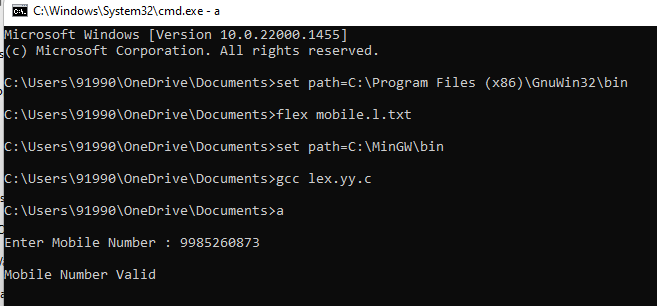 C:\Windows\System32\cmd.exe - a
Microsoft Windows [Version 10.0.22000.1455]
(c) Microsoft Corporation. All rights reserved.
C:\Users\91990\OneDrive\Documents>set path=C:\Program Files (x86)\GnuWin32\bin
C:\Users\91990\OneDrive\Documents>flex mobile.l.txt
C:\Users\91990\OneDrive\Documents>set path=C:\MinGW\bin
C:\Users\91990\OneDrive\Documents>gcc lex.yy.c
C:\Users\91990\OneDrive\Documents>a
Enter Mobile Number : 9985260873
Mobile Number Valid